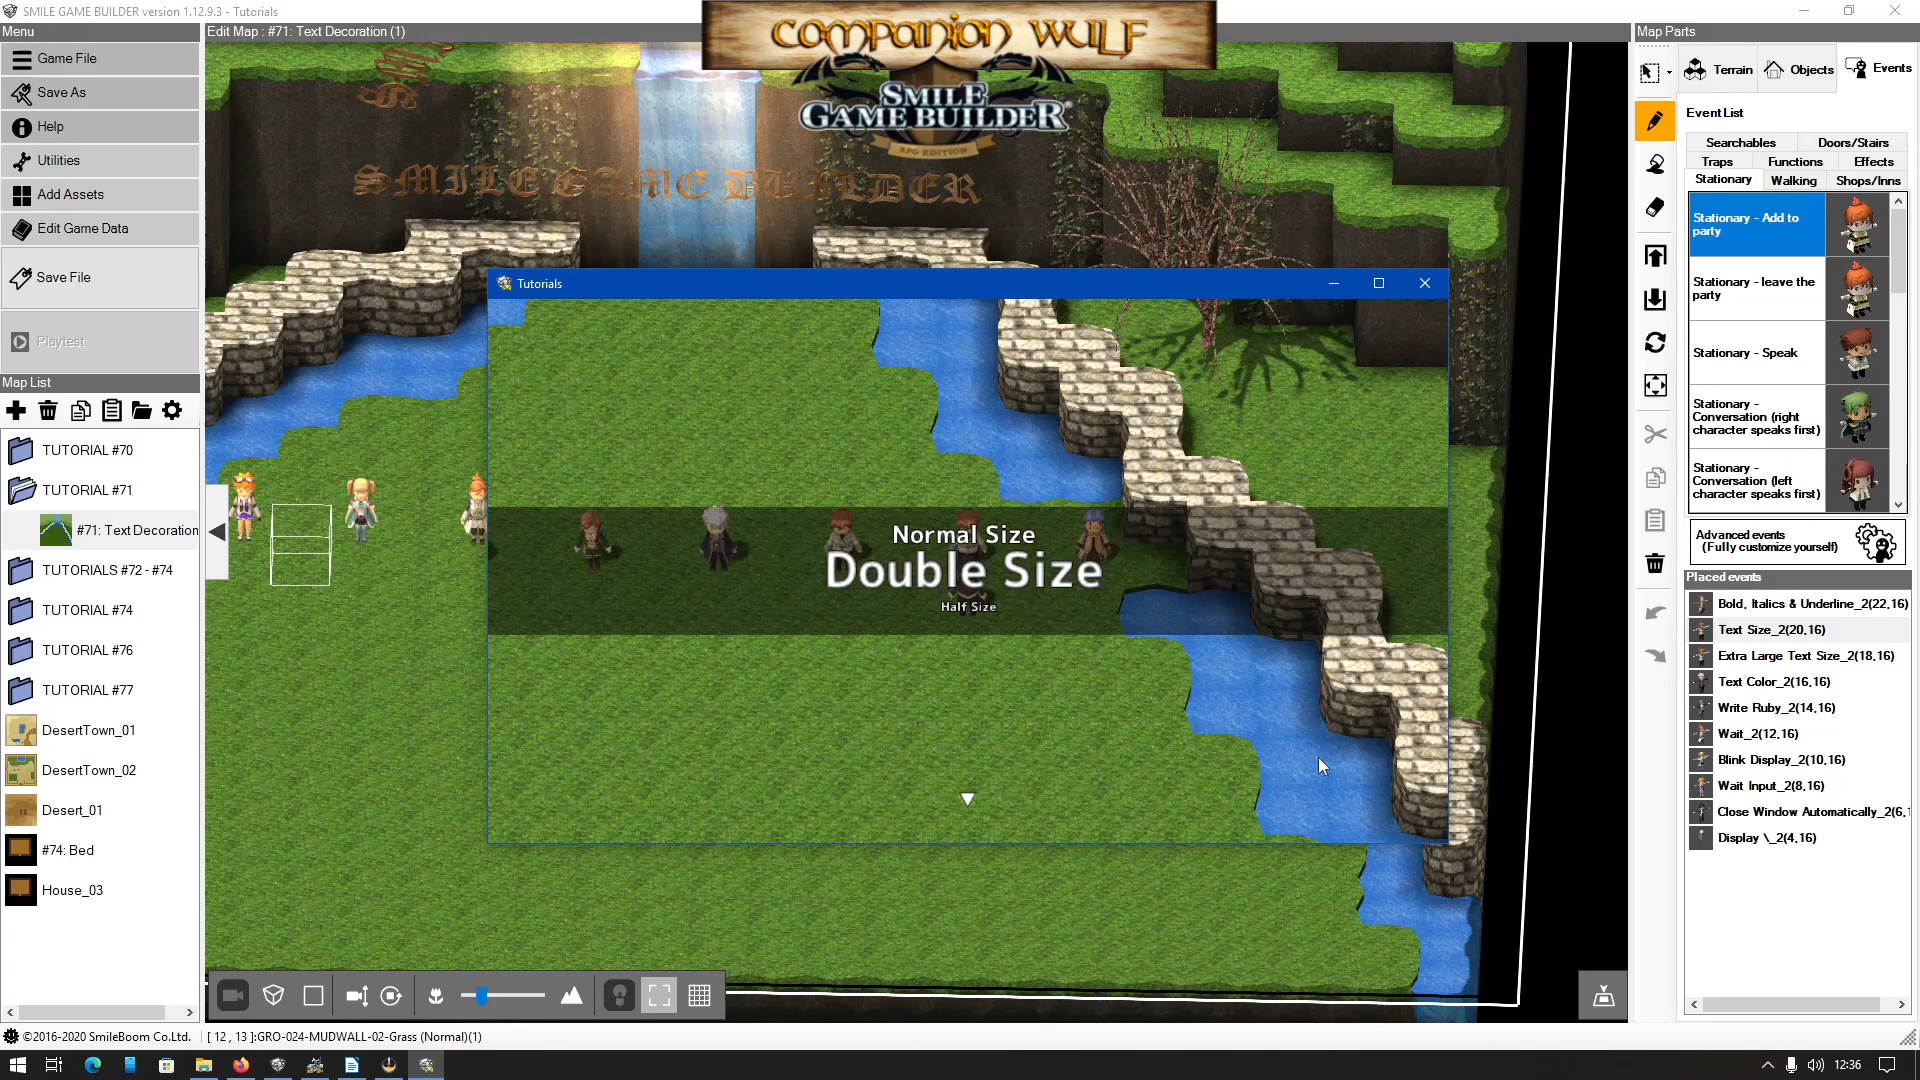 SMILE GAME BUILDER version 1.12.9.3 - Tutorials
Menu
Game File
Save As
Help
Utilities
Add Assets
Edit Game Data
Save File
Playtest
Map List
TUTORIAL #70
TUTORIAL #71
#71: Text Decoration
TUTORIALS #72 - #74
TUTORIAL #74
TUTORIAL #76
TUTORIAL #77
DesertTown_01
DesertTown_02
Desert_01
#74: Bed
House_03
Edit Map : #71: Text Decoration (1)
COMPANION WULF
SMILE
GAME BUILDER
RPG EDITION
SMILE GAME BUILDER
Tutorials
Normal Size
Double Size
Half Size
Map Parts
Terrain
Objects
Events
Event List
Searchables
Doors/Stairs
Traps
Functions
Effects
Stationary
Walking
Shops/Inns
Stationary - Add to
party
Stationary - leave the
party
Stationary - Speak
Stationary -
Conversation (right
character speaks first)
Stationary -
Conversation (left
character speaks first)
Advanced events
(Fully customize yourself)
Placed events
Bold, Italics & Underline_2(22,16)
Text Size_2(20,16)
Extra Large Text Size_2(18,16)
Text Color_2(16,16)
Write Ruby_2(14,16)
Wait_2(12,16)
Blink Display_2(10,16)
Wait Input_2(8,16)
Close Window Automatically_2(6,1
Display \_2(4,16)
©2016-2020 SmileBoom Co.Ltd.
[ 12 , 13 ]:GRO-024-MUDWALL-02-Grass (Normal)(1)
12:36